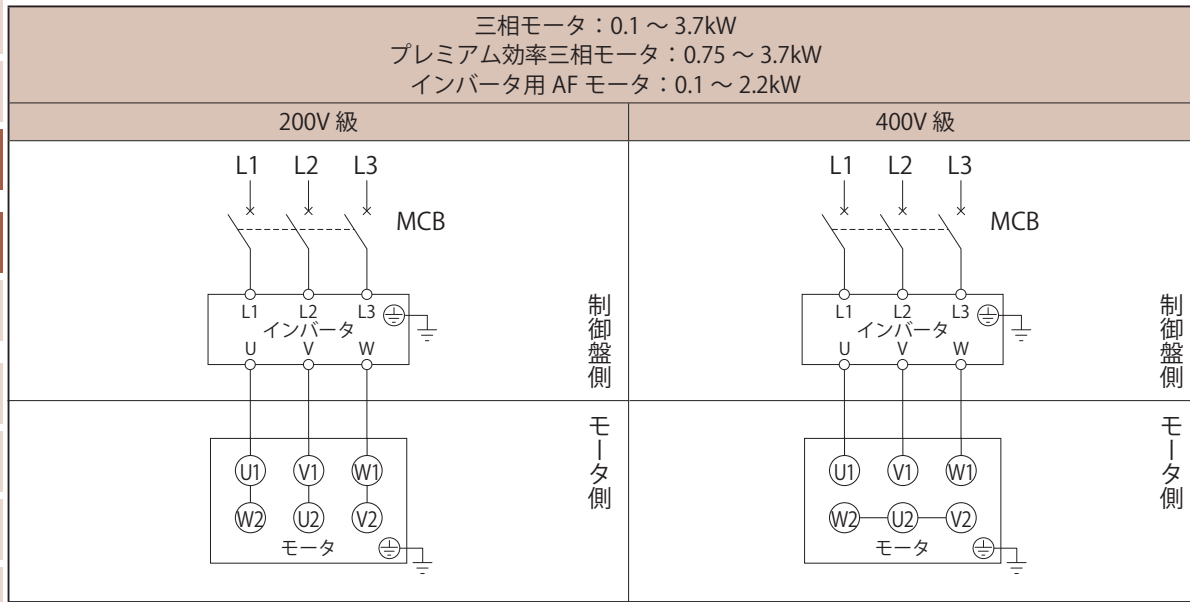 三相モータ：0.1 〜 3.7kW
プレミアム効率三相モータ：0.75 〜 3.7kW
インバータ用 AF モータ：0.1 〜 2.2kW
200V 級
400V 級
L1 L2 L3
MCB
L1 L2 L3
インバータ
U V W
制御盤側
U1 V1 W1
W2 U2 V2
モータ
モータ側
L1 L2 L3
MCB
L1 L2 L3
インバータ
U V W
制御盤側
U1 V1 W1
W2 U2 V2
モータ
モータ側